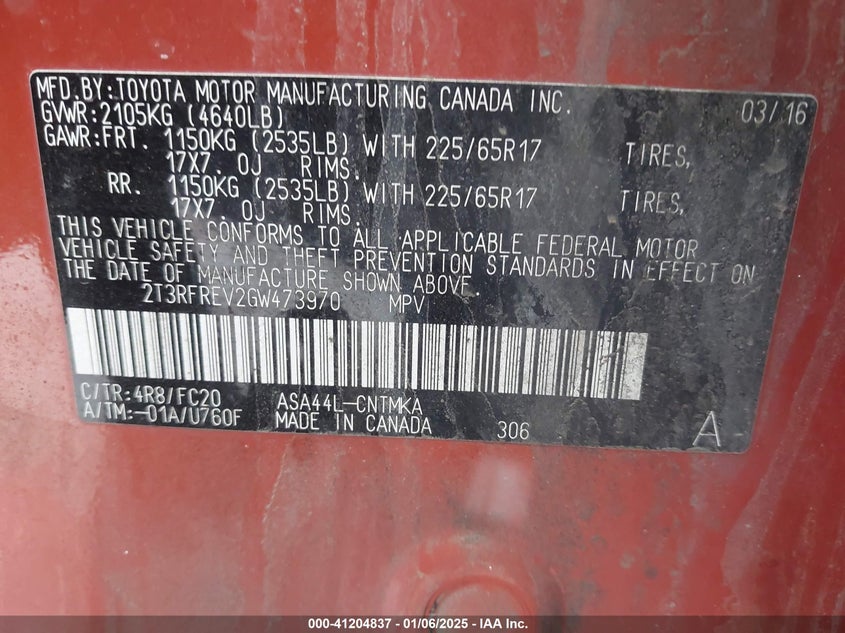 MFD.BY:TOYOTA MOTOR MANUFACTURING CANADA INC. 03/16
GVWR:2105KG (4640LB)
GAWR:FRT. 1150KG (2535LB) WITH 225/65R17 TIRES,
17X7.0J RIMS.
RR. 1150KG (2535LB) WITH 225/65R17 TIRES,
17X7.0J RIMS.
THIS VEHICLE CONFORMS TO ALL APPLICABLE FEDERAL MOTOR
VEHICLE SAFETY AND THEFT PREVENTION STANDARDS IN EFFECT ON
THE DATE OF MANUFACTURE SHOWN ABOVE.
2T3RFREV2GW473970 MPV
C/TR:4R8/FC20 ASA44L-CNTMKA
A/TM:-01A/U760F MADE IN CANADA 306 A
000-41204837 - 01/06/2025 - IAA Inc.